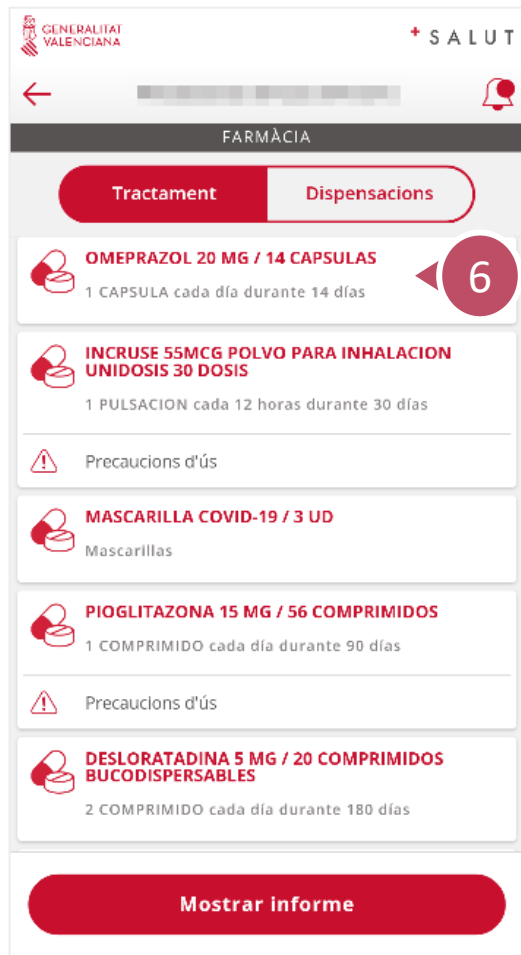 GENERALITAT
VALENCIANA
+ SALUT
FARMÀCIA
Tractament
Dispensacions
OMEPRAZOL 20 MG / 14 CAPSULAS
1 CAPSULA cada día durante 14 días
6
INCRUSE 55MCG POLVO PARA INHALACION
UNIDOSIS 30 DOSIS
1 PULSACION cada 12 horas durante 30 días
Precaucions d'ús
MASCARILLA COVID-19 / 3 UD
Mascarillas
PIOGLITAZONA 15 MG / 56 COMPRIMIDOS
1 COMPRIMIDO cada día durante 90 días
Precaucions d'ús
DESLORATADINA 5 MG / 20 COMPRIMIDOS
BUCODISPERSABLES
2 COMPRIMIDO cada día durante 180 días
Mostrar informe